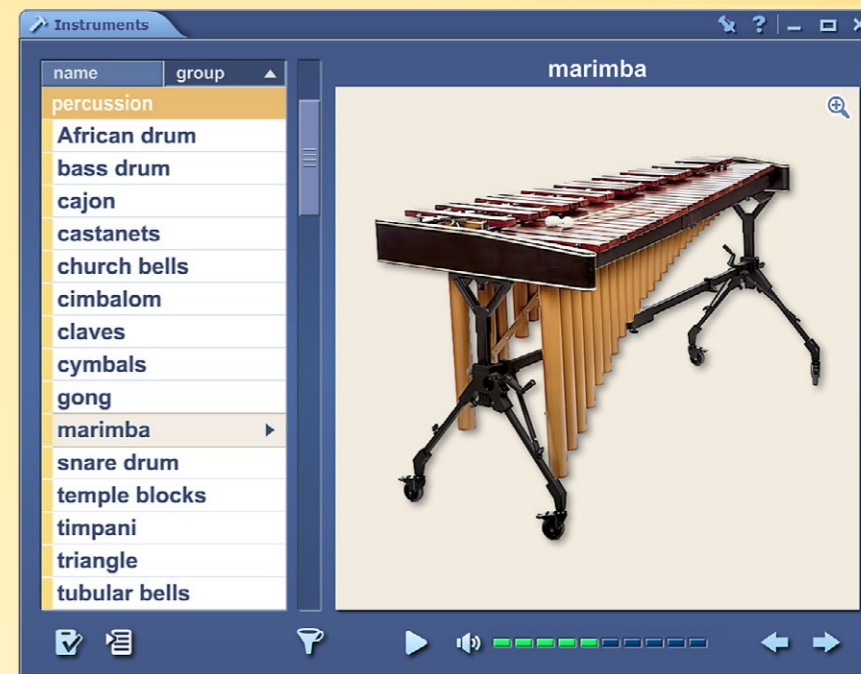 Instruments
?
name group
marimba
percussion
African drum
bass drum
cajon
castanets
church bells
cimbalom
claves
cymbals
gong
marimba
snare drum
temple blocks
timpani
triangle
tubular bells